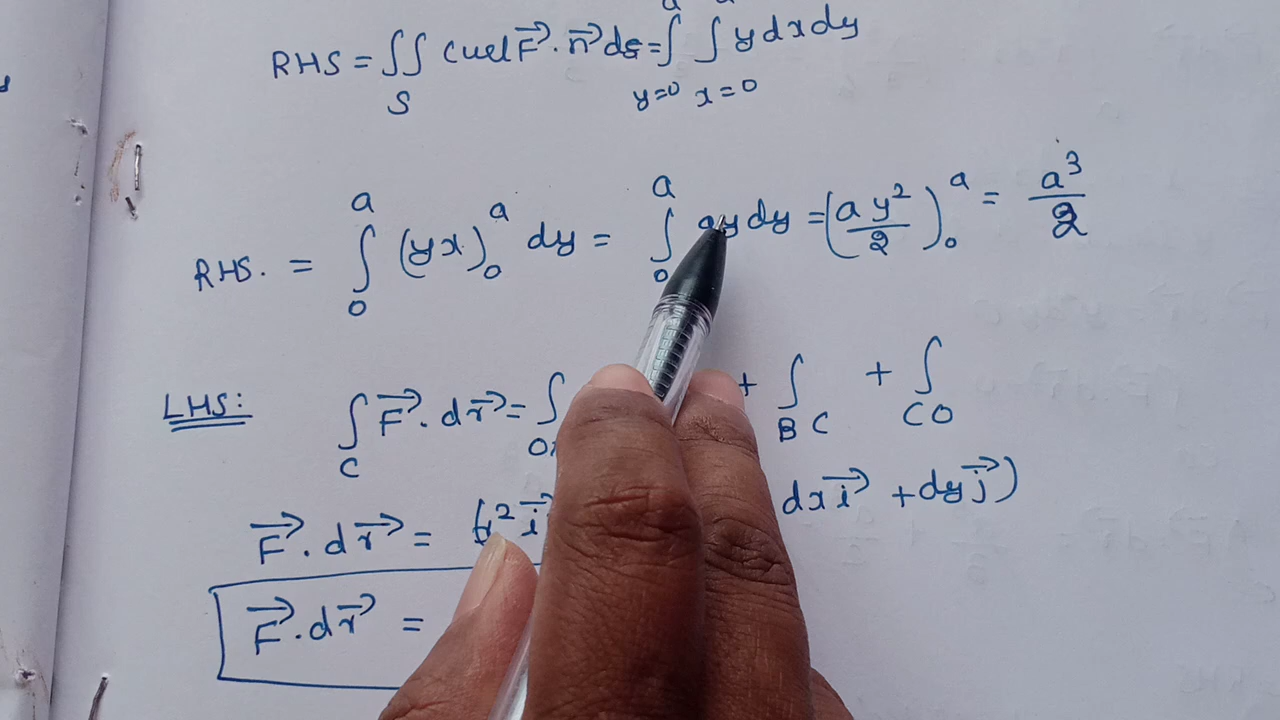 RHS = ∬_S Curl F⃗ . n⃗ ds = ∫_{y=0}^{a} ∫_{x=0}^{a} y dx dy
RHS. = ∫_0^a (yx)_0^a dy = ∫_0^a ay dy = (a y²/2)_0^a = a³/2
LHS: ∫_C F⃗ . dr⃗ = ∫ + ∫_{BC} + ∫_{CO}
F⃗ . dr⃗ = i⃗ dx i⃗ + dy j⃗)
F⃗ . dr⃗ =